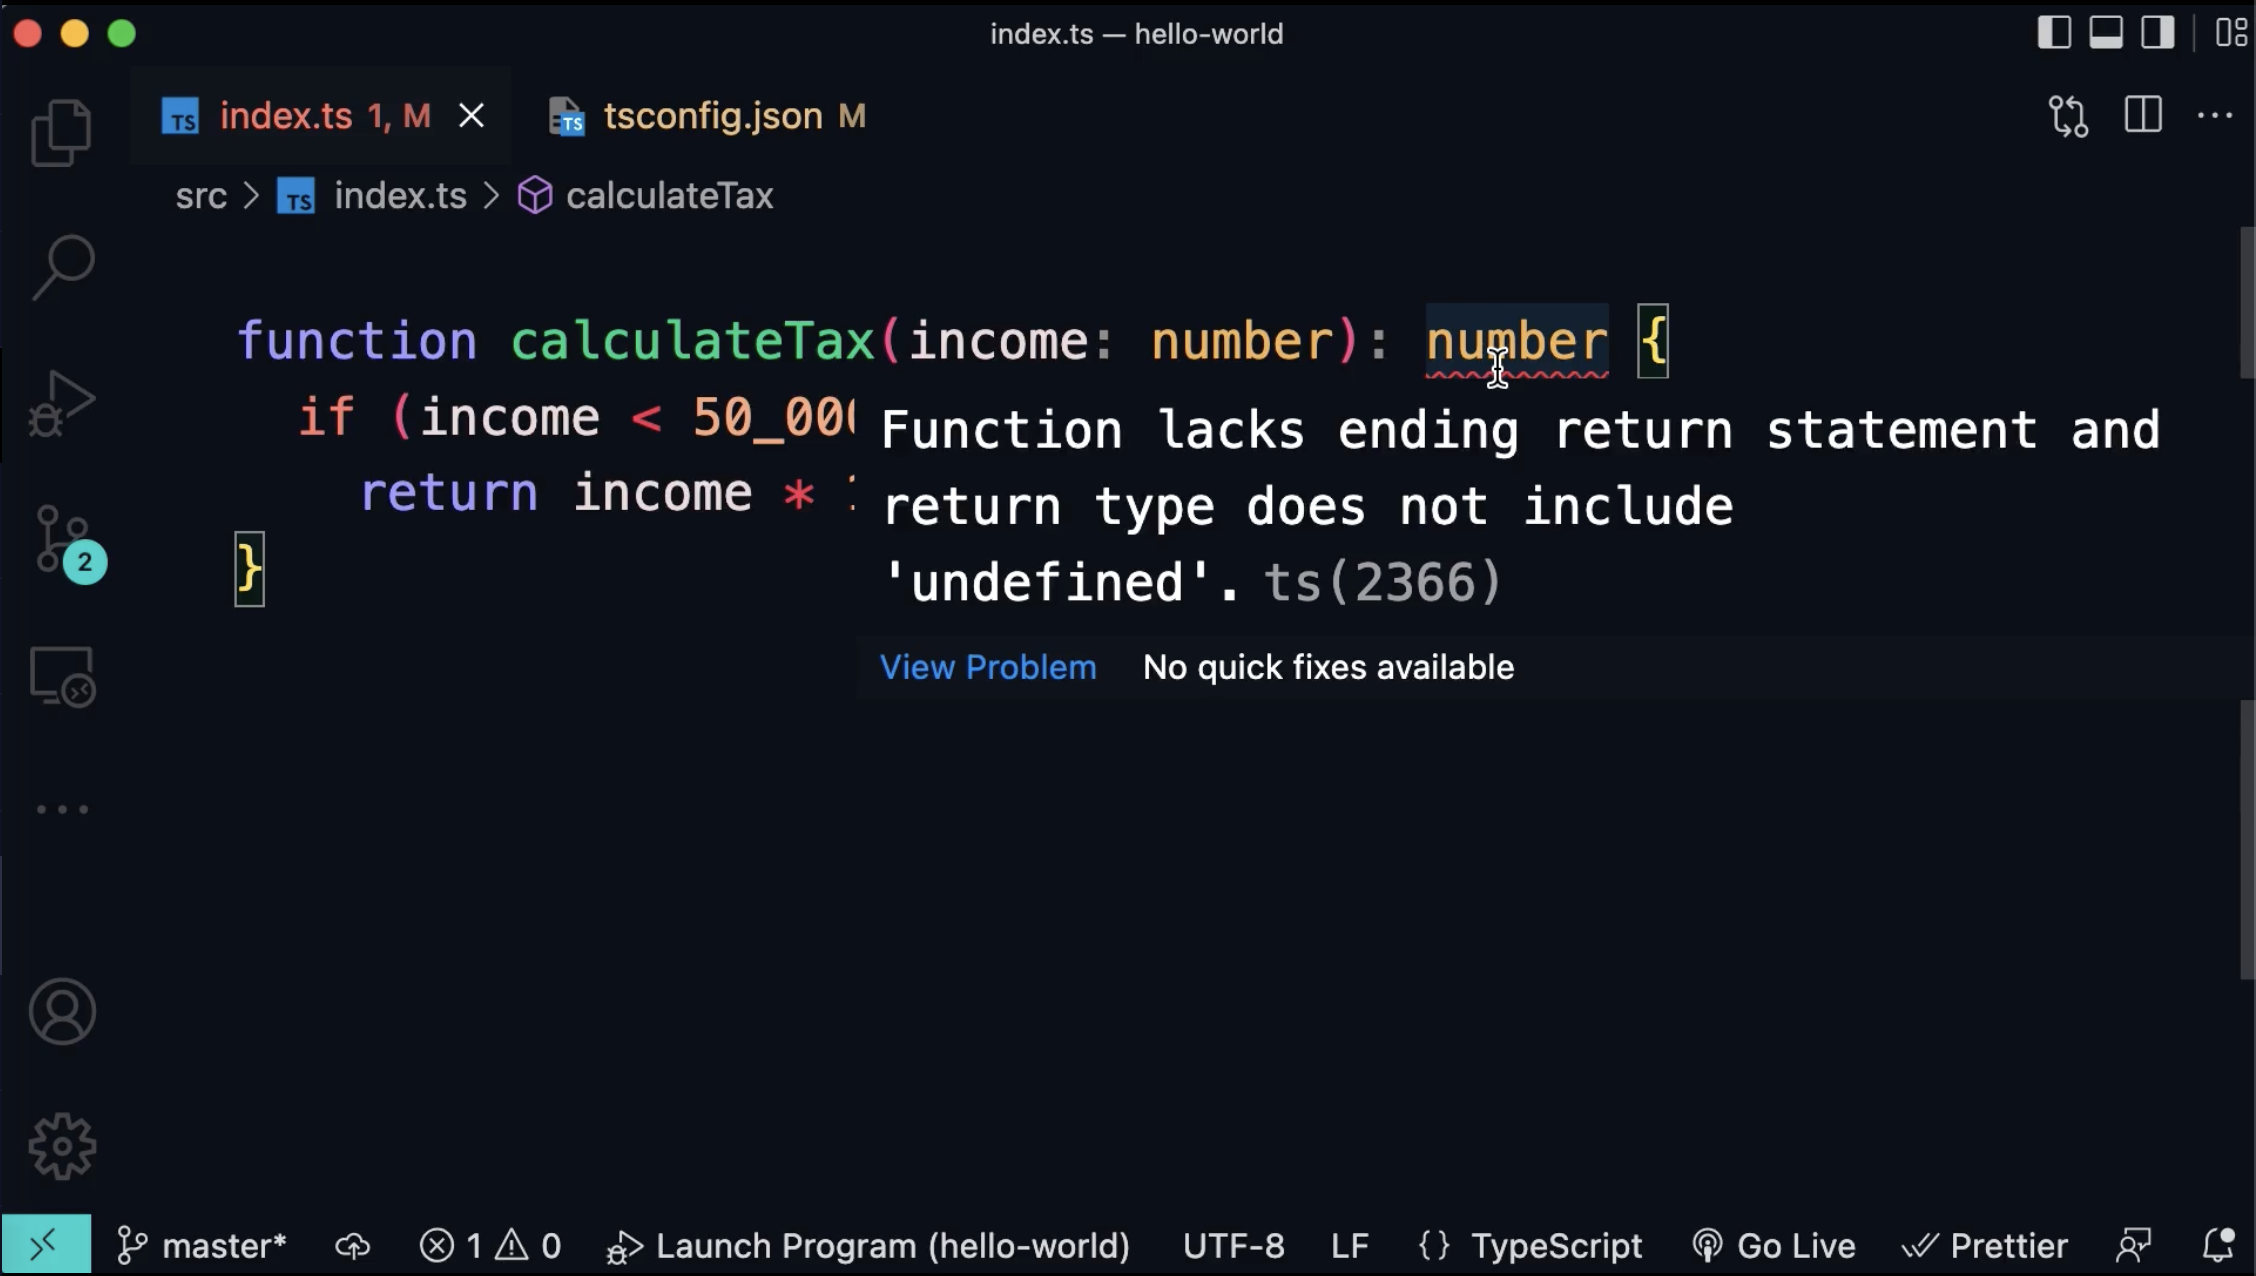 index.ts — hello-world
TS index.ts 1, M
TS tsconfig.json M
src > TS index.ts > calculateTax
function calculateTax(income: number): number {
if (income < 50_00
return income *
}
Function lacks ending return statement and
return type does not include
'undefined'. ts(2366)
View Problem No quick fixes available
2
master* 1 0 Launch Program (hello-world) UTF-8 LF {} TypeScript Go Live Prettier